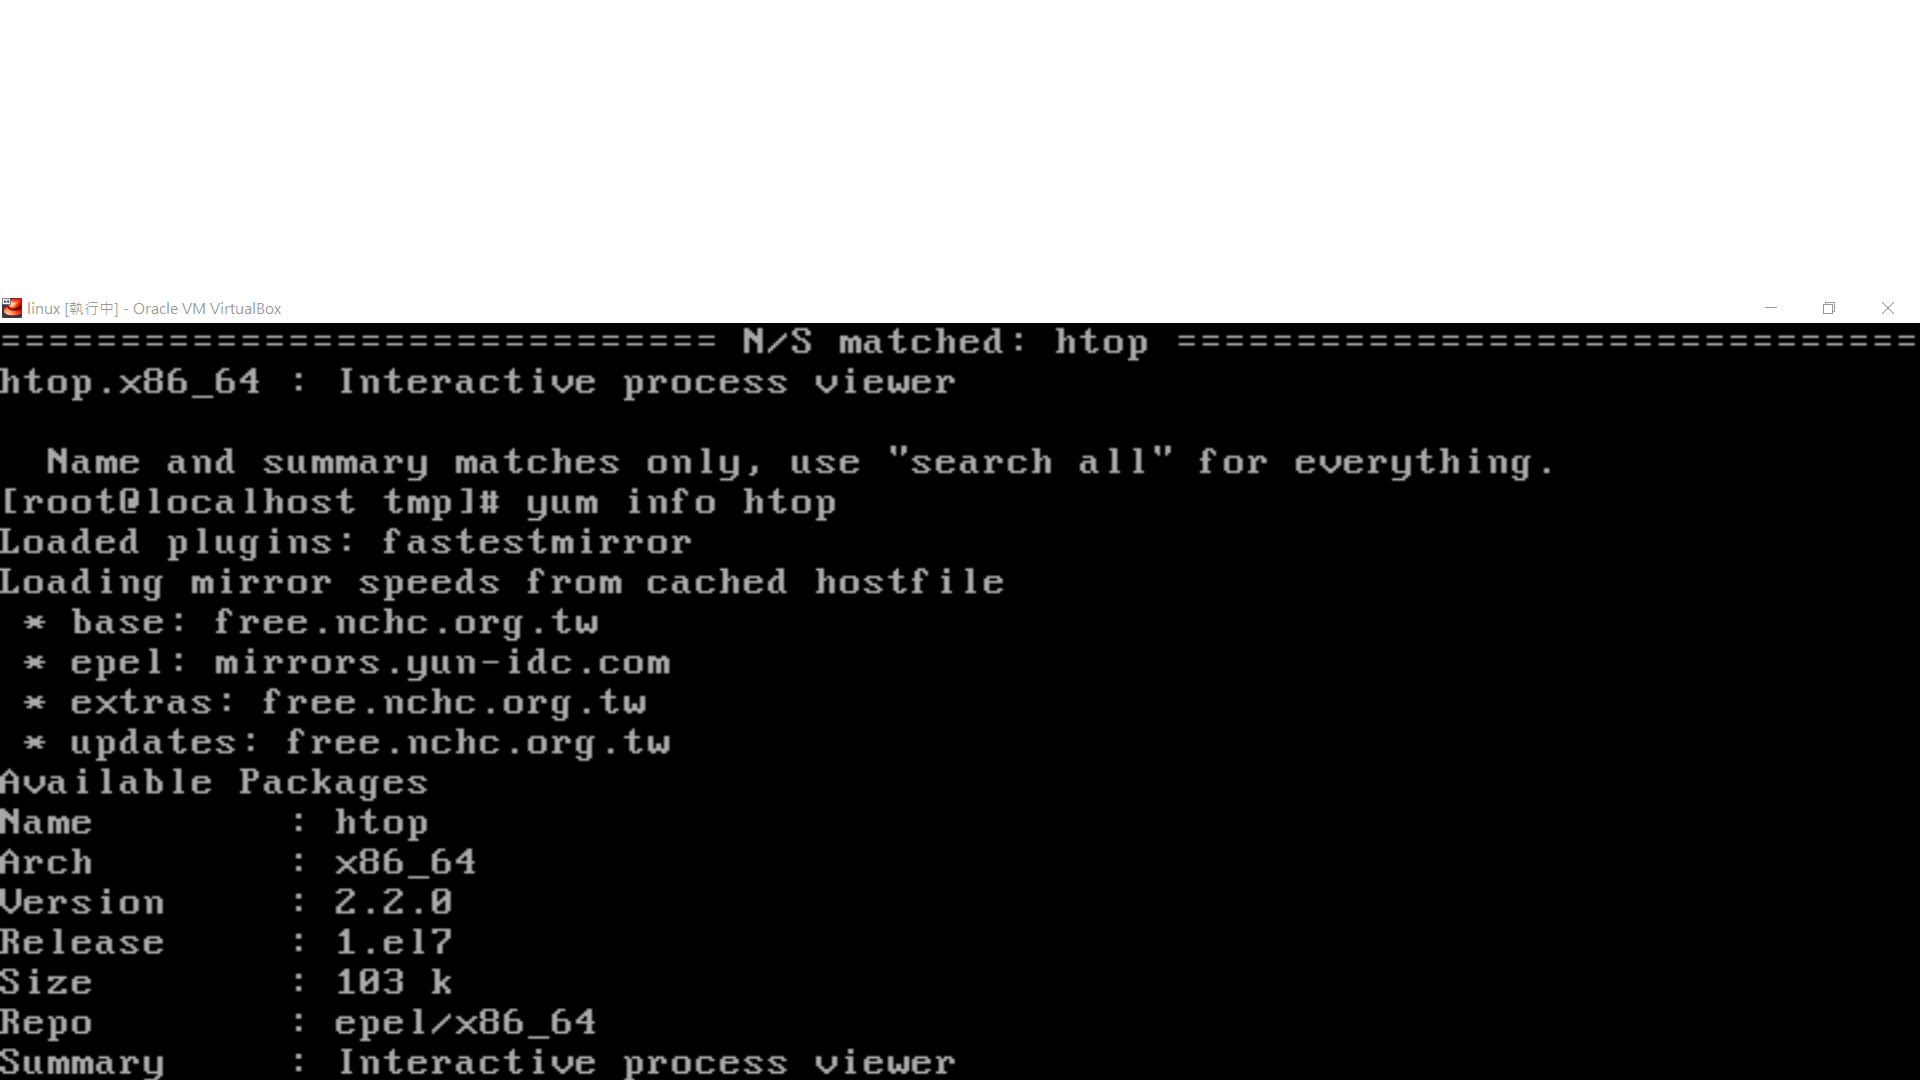 linux [執行中] - Oracle VM VirtualBox
============================== N/S matched: htop ===============================
htop.x86_64 : Interactive process viewer
  Name and summary matches only, use "search all" for everything.
[root@localhost tmp]# yum info htop
Loaded plugins: fastestmirror
Loading mirror speeds from cached hostfile
 * base: free.nchc.org.tw
 * epel: mirrors.yun-idc.com
 * extras: free.nchc.org.tw
 * updates: free.nchc.org.tw
Available Packages
Name        : htop
Arch        : x86_64
Version     : 2.2.0
Release     : 1.el7
Size        : 103 k
Repo        : epel/x86_64
Summary     : Interactive process viewer